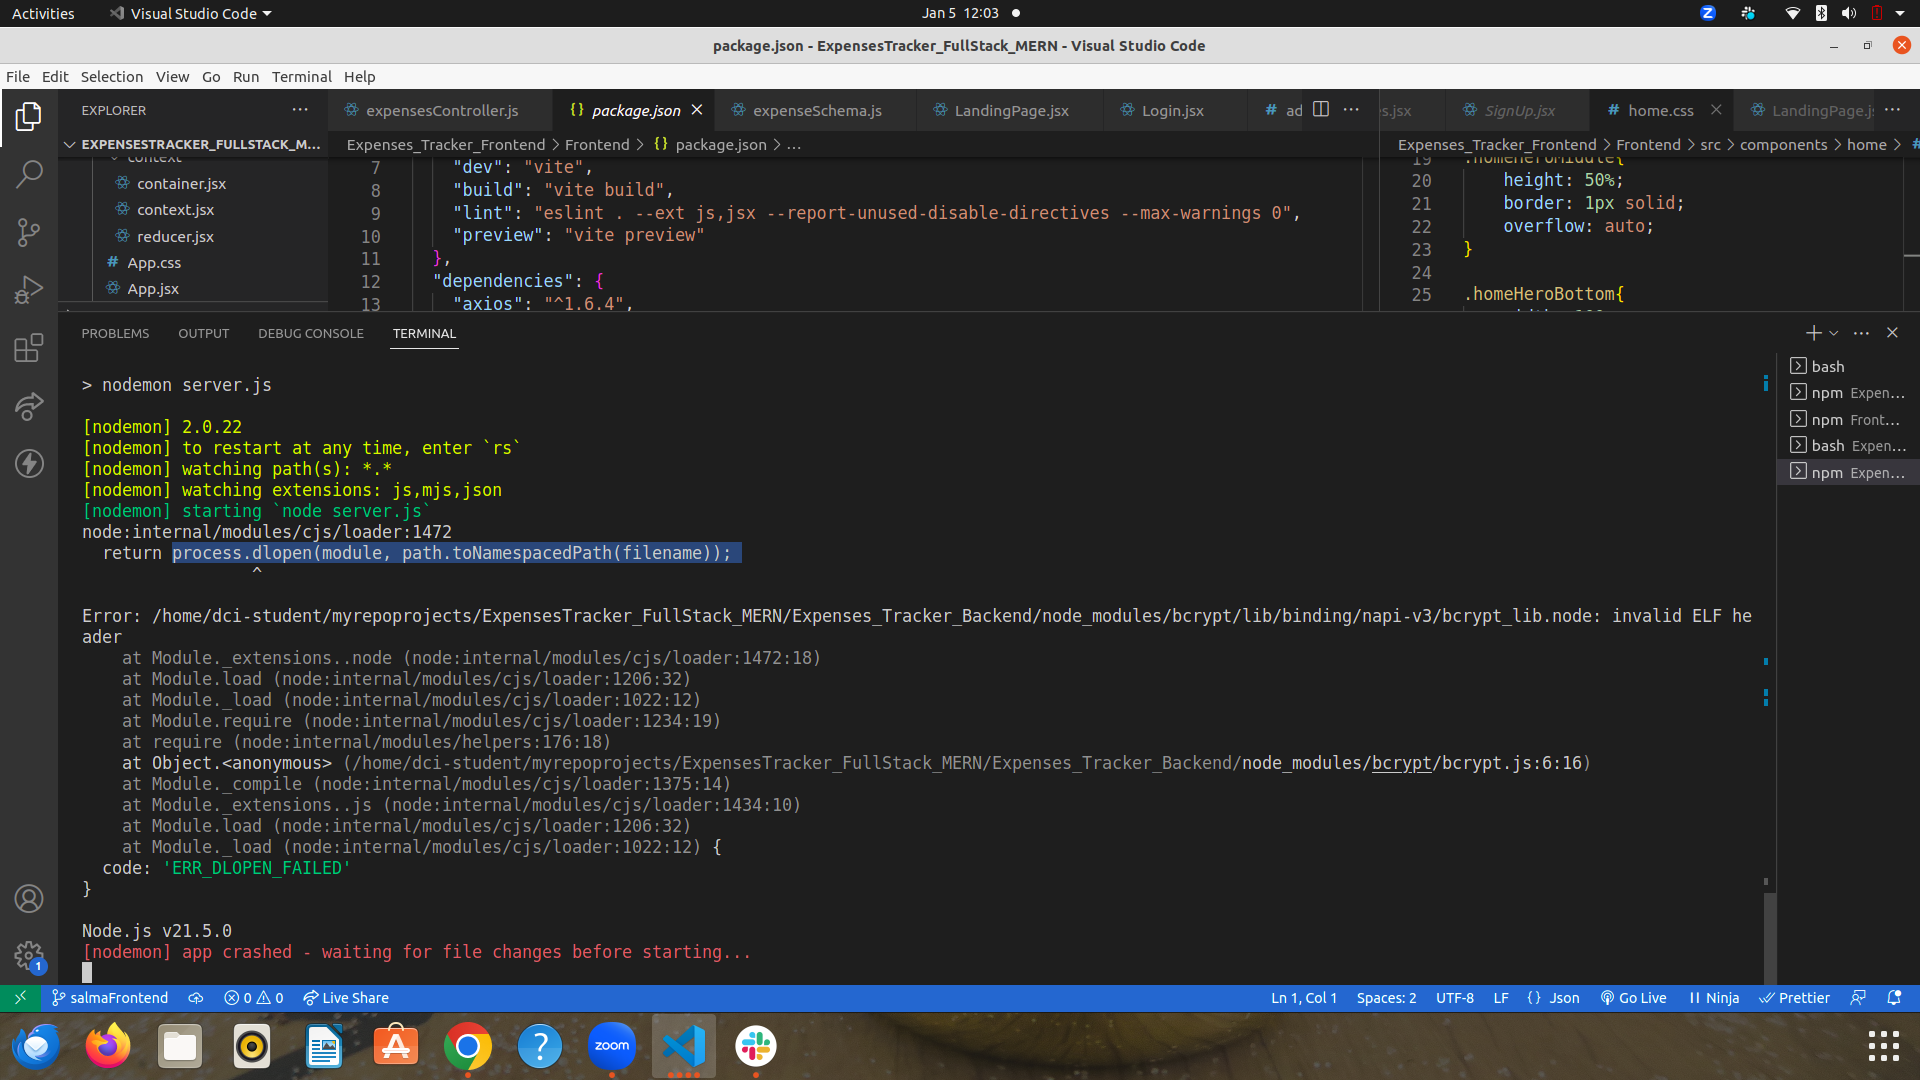 Activities
Visual Studio Code
Jan 5 12:03
package.json - ExpensesTracker_FullStack_MERN - Visual Studio Code
File Edit Selection View Go Run Terminal Help
EXPLORER
expensesController.js
{} package.json
expenseSchema.js
LandingPage.jsx
Login.jsx
# ad
s.jsx
SignUp.jsx
# home.css
LandingPage.js
EXPENSESTRACKER_FULLSTACK_M...
context
container.jsx
context.jsx
reducer.jsx
# App.css
App.jsx
Expenses_Tracker_Frontend > Frontend > {} package.json > ...
7 "dev": "vite",
8 "build": "vite build",
9 "lint": "eslint . --ext js,jsx --report-unused-disable-directives --max-warnings 0",
10 "preview": "vite preview"
11 },
12 "dependencies": {
13 "axios": "^1.6.4",
Expenses_Tracker_Frontend > Frontend > src > components > home > #
19 .homeHeroMiddle{
20 height: 50%;
21 border: 1px solid;
22 overflow: auto;
23 }
24
25 .homeHeroBottom{
PROBLEMS OUTPUT DEBUG CONSOLE TERMINAL
> nodemon server.js
[nodemon] 2.0.22
[nodemon] to restart at any time, enter `rs`
[nodemon] watching path(s): *.*
[nodemon] watching extensions: js,mjs,json
[nodemon] starting `node server.js`
node:internal/modules/cjs/loader:1472
return process.dlopen(module, path.toNamespacedPath(filename));
^
Error: /home/dci-student/myrepoprojects/ExpensesTracker_FullStack_MERN/Expenses_Tracker_Backend/node_modules/bcrypt/lib/binding/napi-v3/bcrypt_lib.node: invalid ELF he
ader
at Module._extensions..node (node:internal/modules/cjs/loader:1472:18)
at Module.load (node:internal/modules/cjs/loader:1206:32)
at Module._load (node:internal/modules/cjs/loader:1022:12)
at Module.require (node:internal/modules/cjs/loader:1234:19)
at require (node:internal/modules/helpers:176:18)
at Object.<anonymous> (/home/dci-student/myrepoprojects/ExpensesTracker_FullStack_MERN/Expenses_Tracker_Backend/node_modules/bcrypt/bcrypt.js:6:16)
at Module._compile (node:internal/modules/cjs/loader:1375:14)
at Module._extensions..js (node:internal/modules/cjs/loader:1434:10)
at Module.load (node:internal/modules/cjs/loader:1206:32)
at Module._load (node:internal/modules/cjs/loader:1022:12) {
code: 'ERR_DLOPEN_FAILED'
}
Node.js v21.5.0
[nodemon] app crashed - waiting for file changes before starting...
bash
npm Expen...
npm Front...
bash Expen...
npm Expen...
1
salmaFrontend
0 0
Live Share
Ln 1, Col 1
Spaces: 2
UTF-8
LF
{} Json
Go Live
Ninja
Prettier
zoom